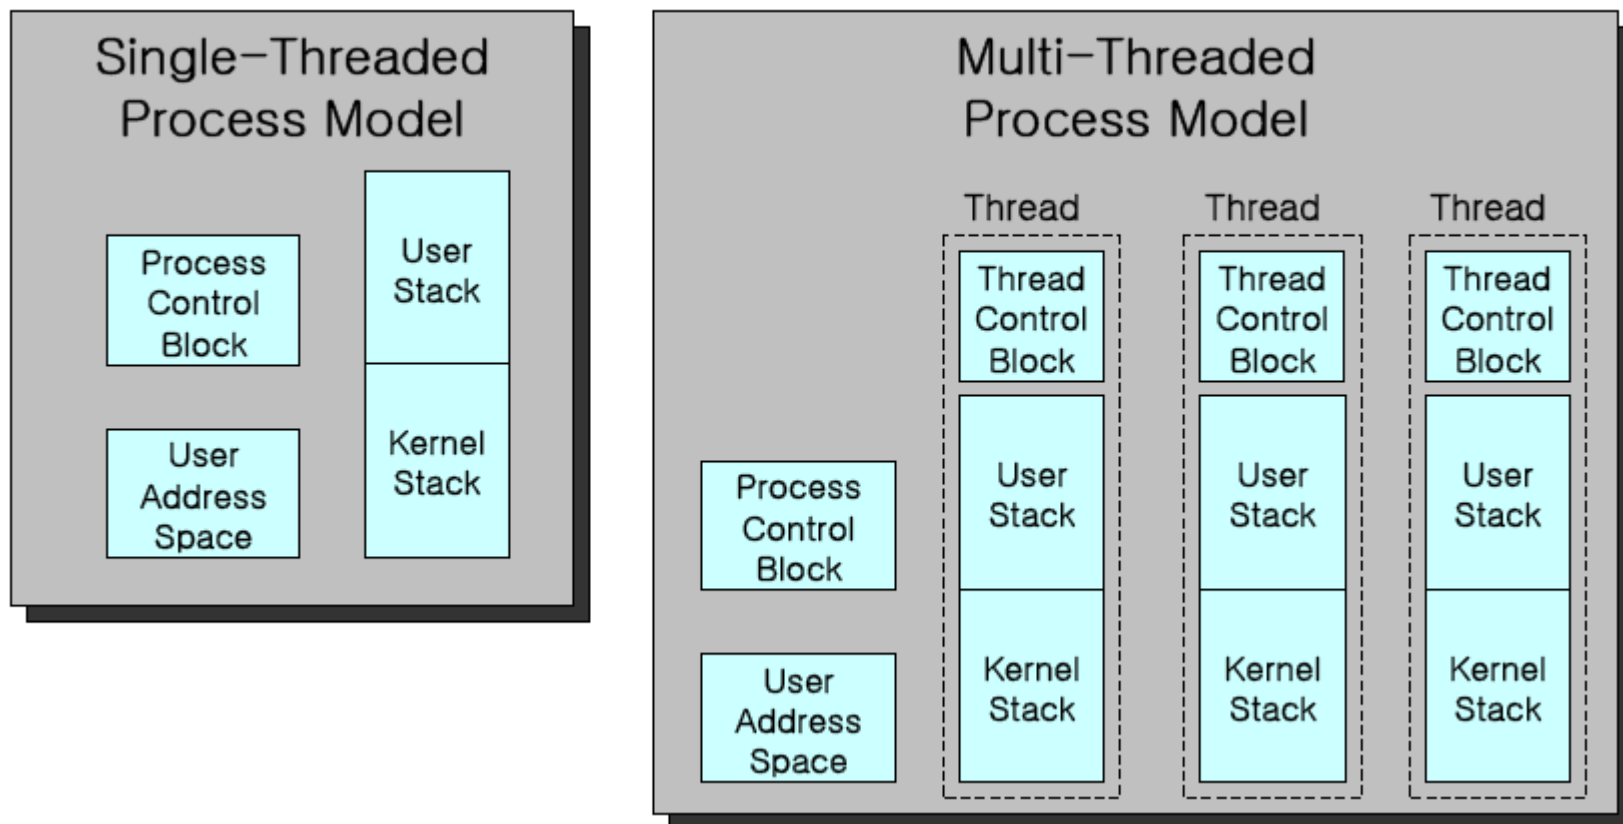 Single-Threaded
Process Model
Process
Control
Block
User
Address
Space
User
Stack
Kernel
Stack
Multi-Threaded
Process Model
Process
Control
Block
User
Address
Space
Thread
Thread
Control
Block
User
Stack
Kernel
Stack
Thread
Thread
Control
Block
User
Stack
Kernel
Stack
Thread
Thread
Control
Block
User
Stack
Kernel
Stack